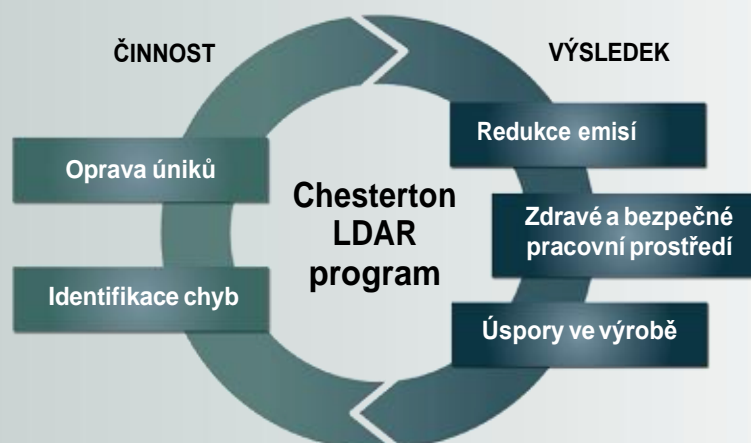 ČINNOST
VÝSLEDEK
Oprava úniků
Identifikace chyb
Chesterton
LDAR
program
Redukce emisí
Zdravé a bezpečné
pracovní prostředí
Úspory ve výrobě